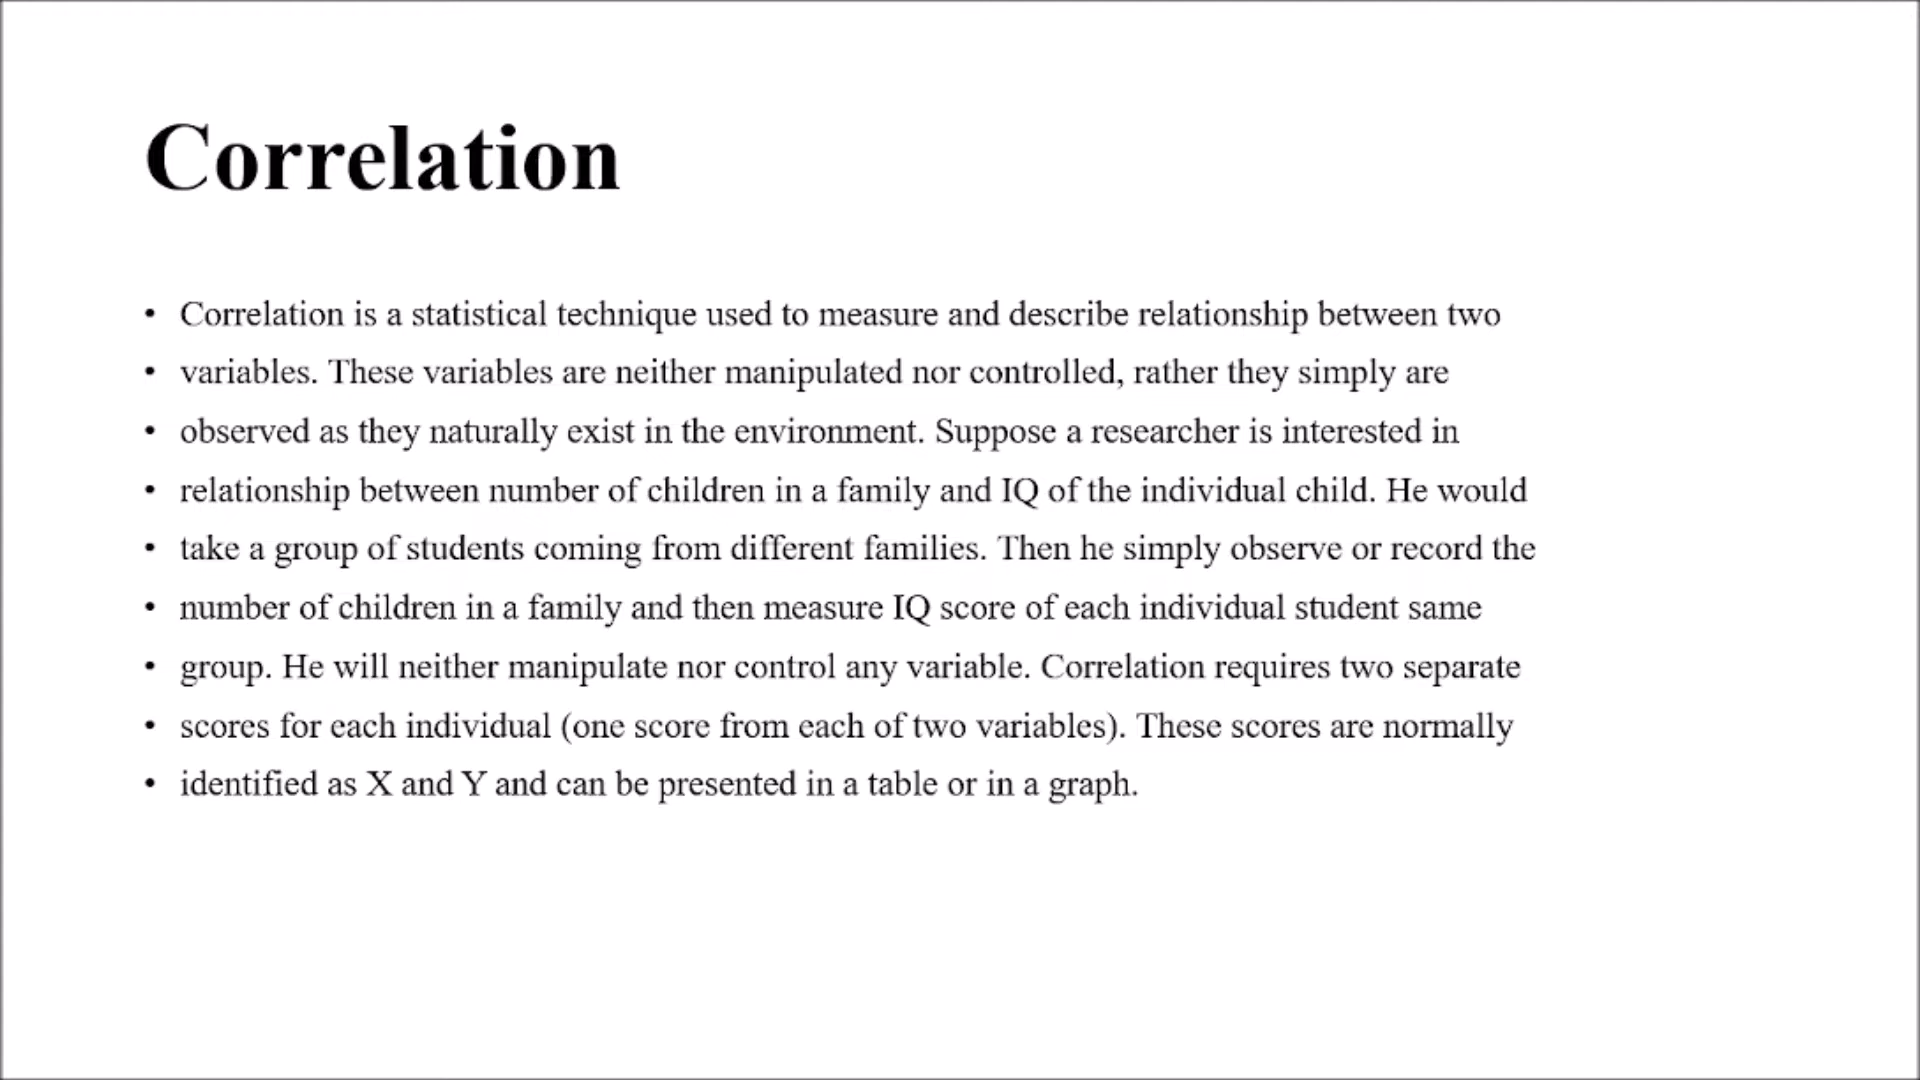 Correlation
• Correlation is a statistical technique used to measure and describe relationship between two
• variables. These variables are neither manipulated nor controlled, rather they simply are
• observed as they naturally exist in the environment. Suppose a researcher is interested in
• relationship between number of children in a family and IQ of the individual child. He would
• take a group of students coming from different families. Then he simply observe or record the
• number of children in a family and then measure IQ score of each individual student same
• group. He will neither manipulate nor control any variable. Correlation requires two separate
• scores for each individual (one score from each of two variables). These scores are normally
• identified as X and Y and can be presented in a table or in a graph.